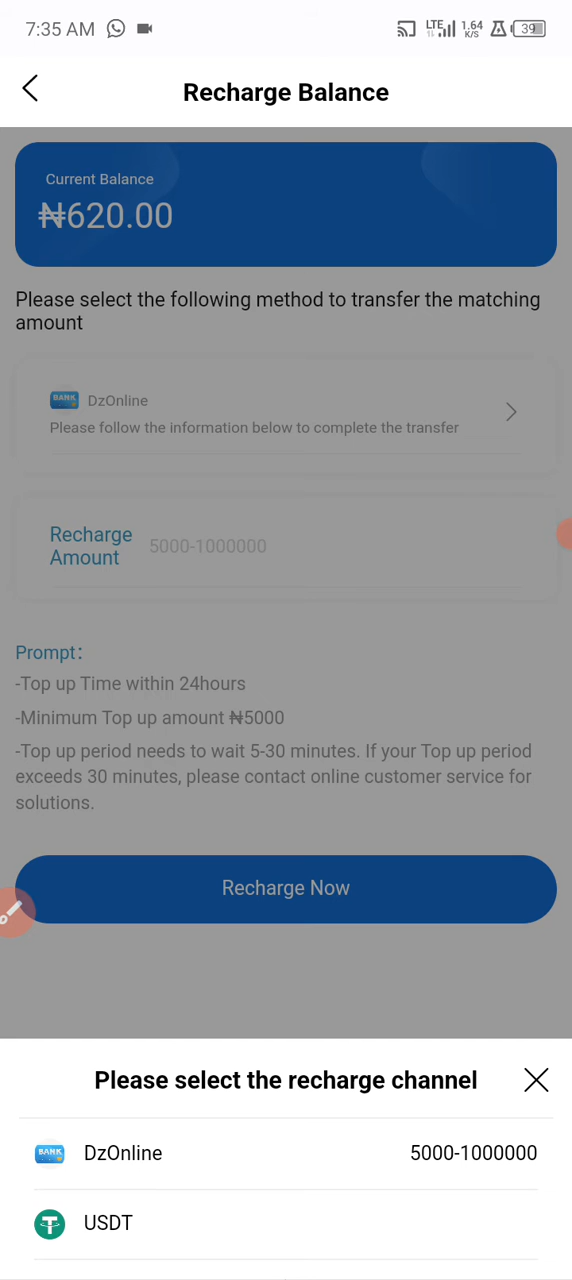 7:35 AM
LTE 1.64 K/S 39
Recharge Balance
Current Balance
₦620.00
Please select the following method to transfer the matching
amount
BANK DzOnline
Please follow the information below to complete the transfer
Recharge
Amount 5000-1000000
Prompt：
-Top up Time within 24hours
-Minimum Top up amount ₦5000
-Top up period needs to wait 5-30 minutes. If your Top up period
exceeds 30 minutes, please contact online customer service for
solutions.
Recharge Now
Please select the recharge channel
BANK DzOnline 5000-1000000
USDT